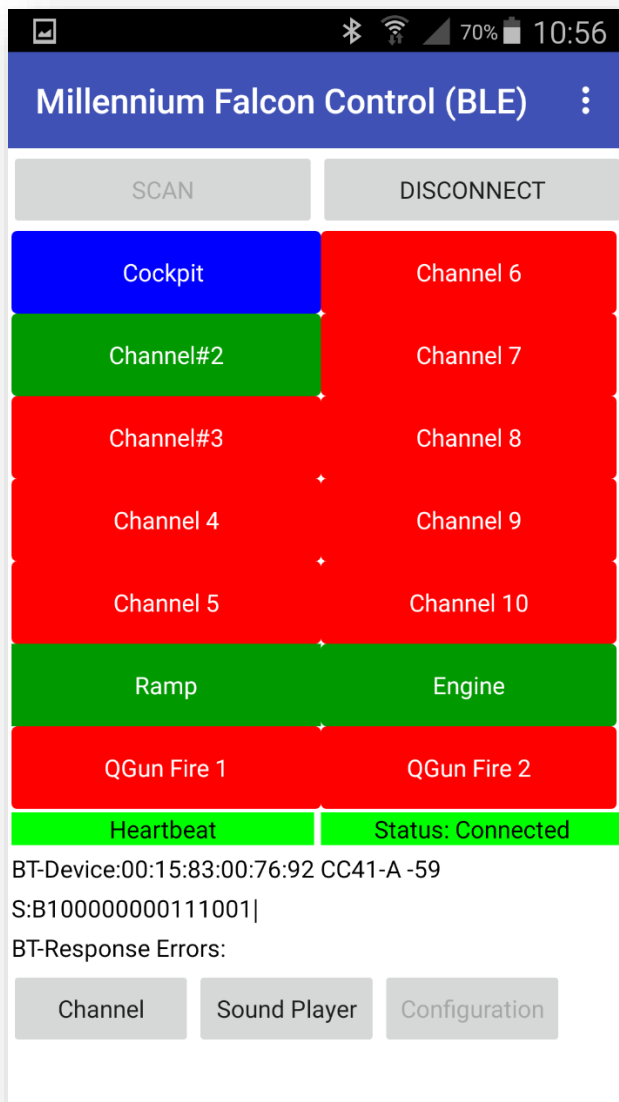 70% 10:56
Millennium Falcon Control (BLE)
SCAN DISCONNECT
Cockpit Channel 6
Channel#2 Channel 7
Channel#3 Channel 8
Channel 4 Channel 9
Channel 5 Channel 10
Ramp Engine
QGun Fire 1 QGun Fire 2
Heartbeat Status: Connected
BT-Device:00:15:83:00:76:92 CC41-A -59
S:B100000000111001|
BT-Response Errors:
Channel Sound Player Configuration